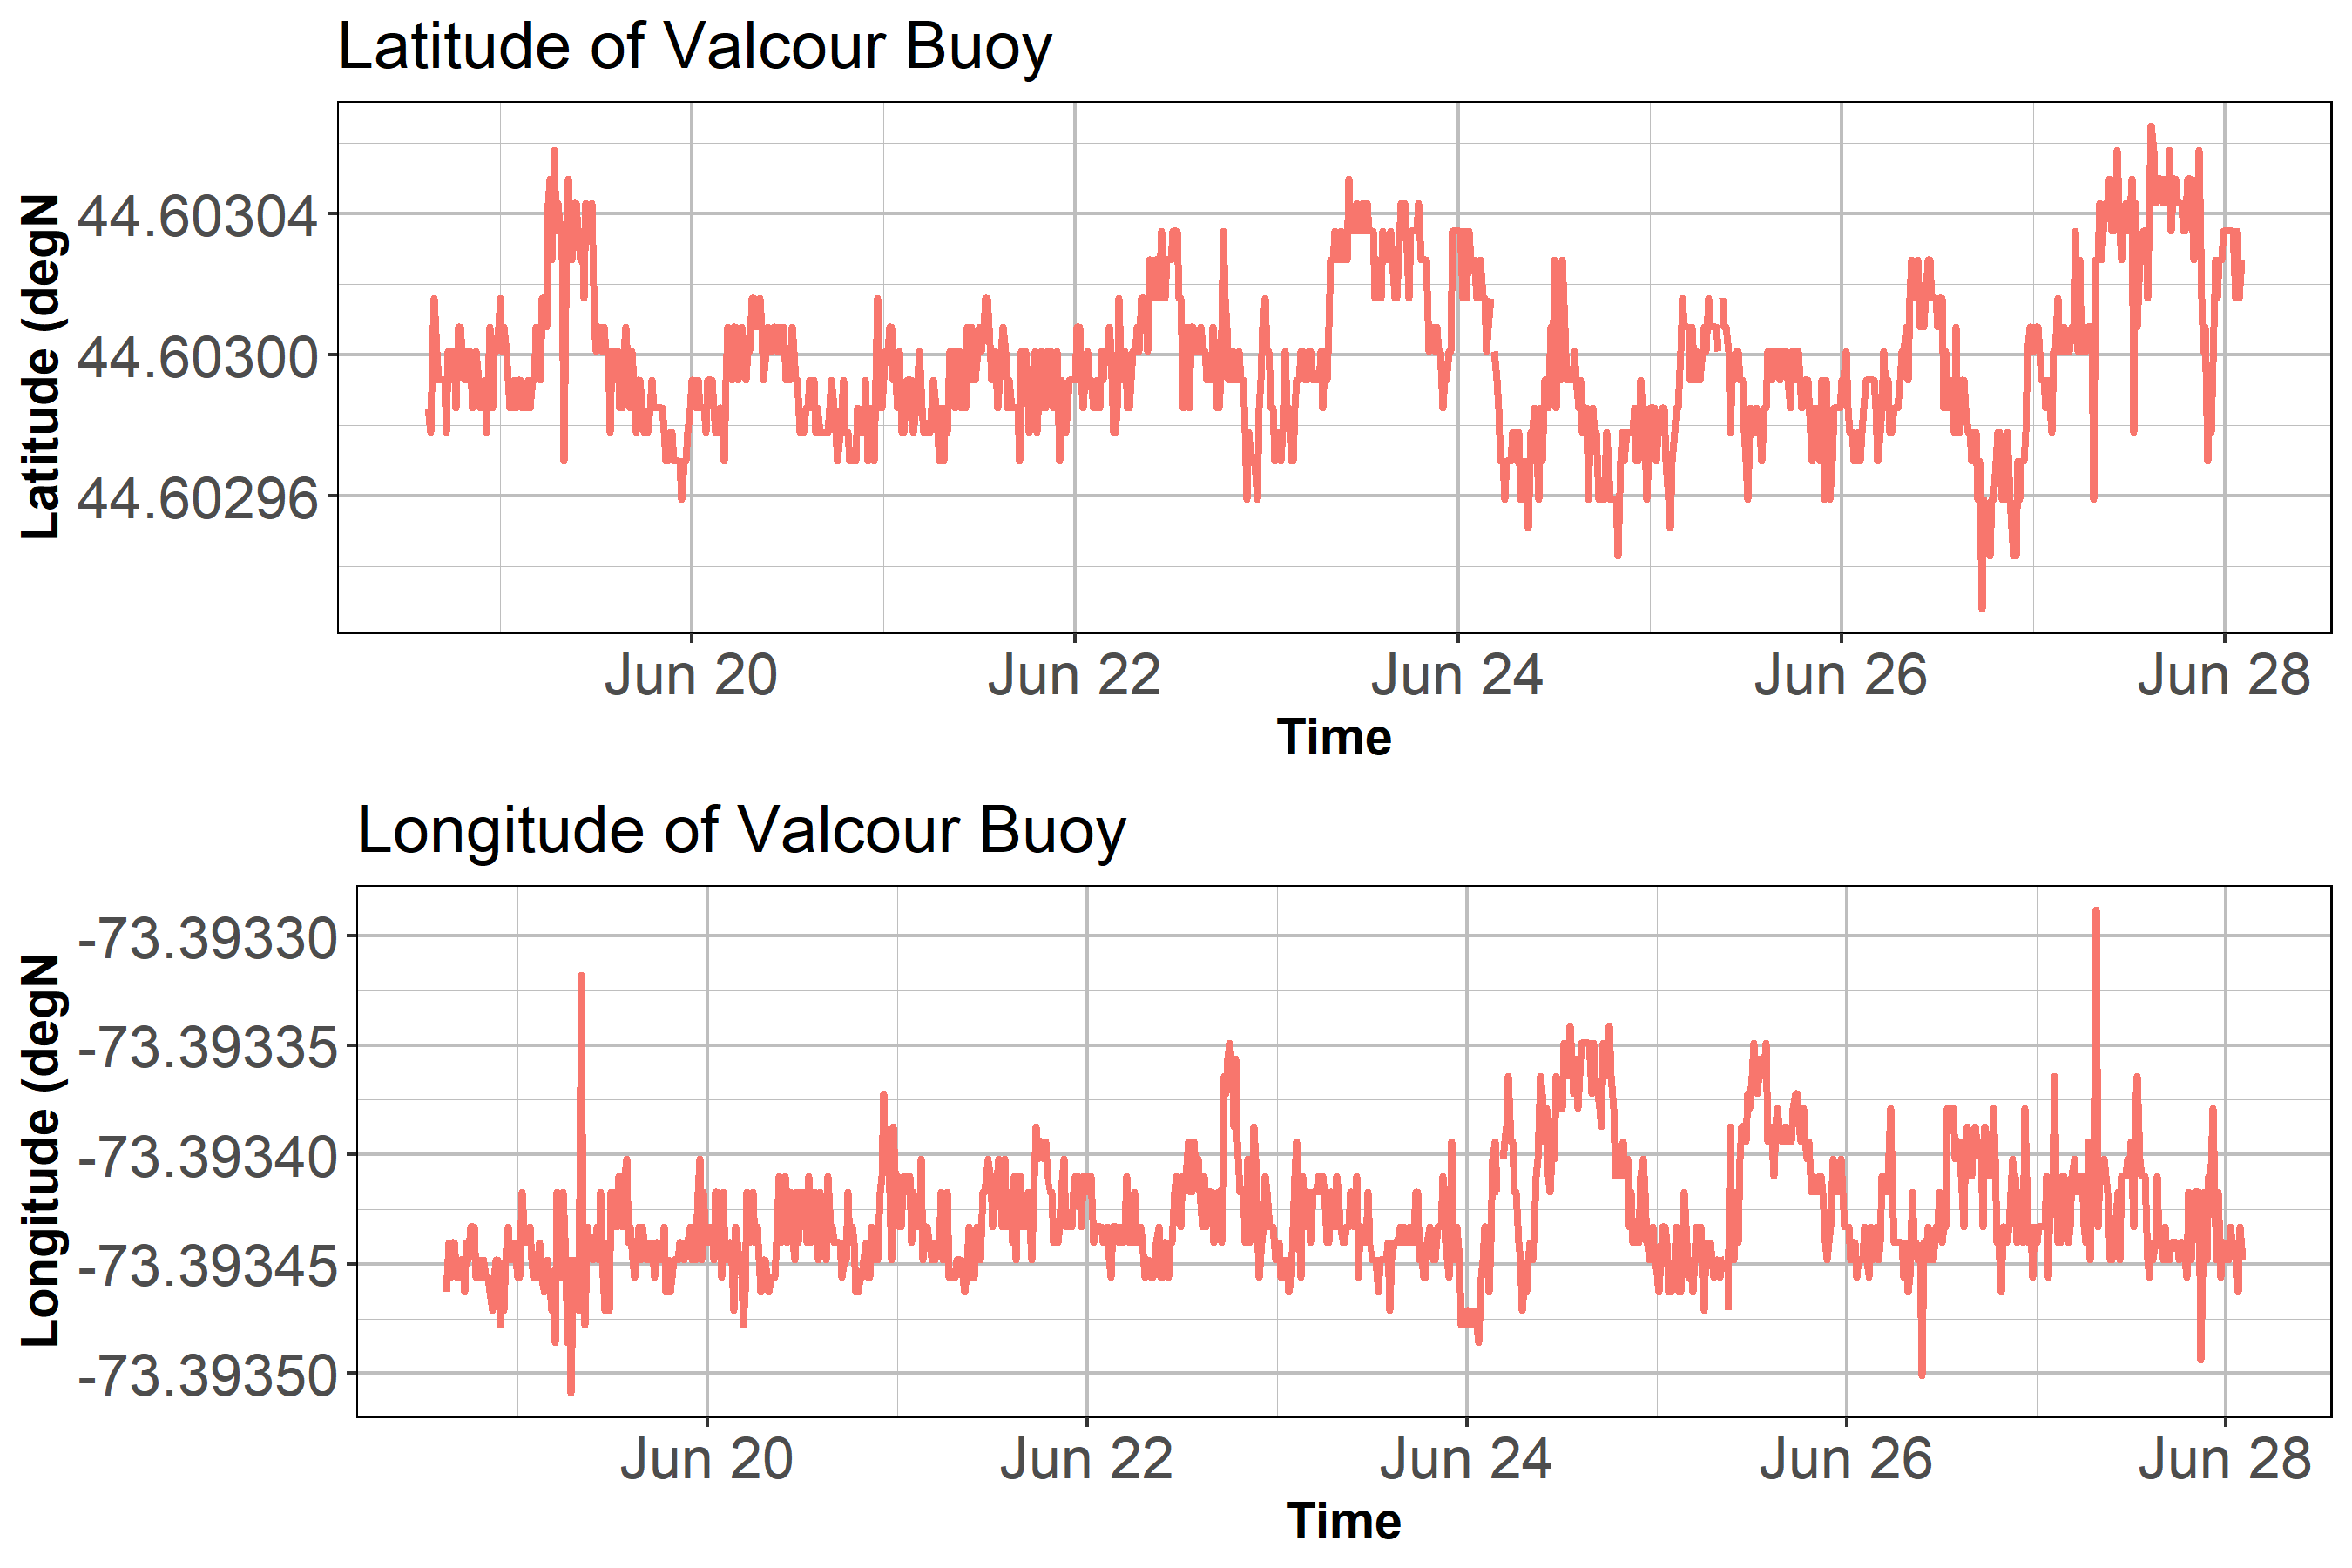 Latitude of Valcour Buoy
Latitude (degN
44.60304
44.60300
44.60296
Jun 20 Jun 22 Jun 24 Jun 26 Jun 28
Time
Longitude of Valcour Buoy
Longitude (degN
-73.39330
-73.39335
-73.39340
-73.39345
-73.39350
Jun 20 Jun 22 Jun 24 Jun 26 Jun 28
Time